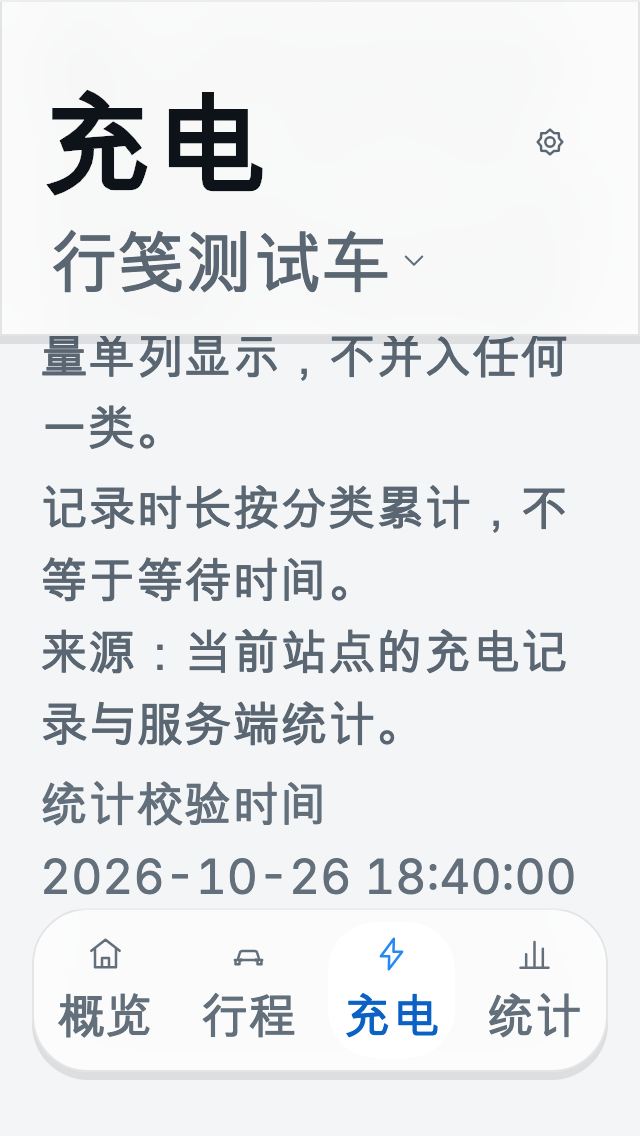 充电
行笺测试车
量单列显示，不并入任何
一类。
记录时长按分类累计，不
等于等待时间。
来源：当前站点的充电记
录与服务端统计。
统计校验时间
2026-10-26 18:40:00
概览 行程 充电 统计